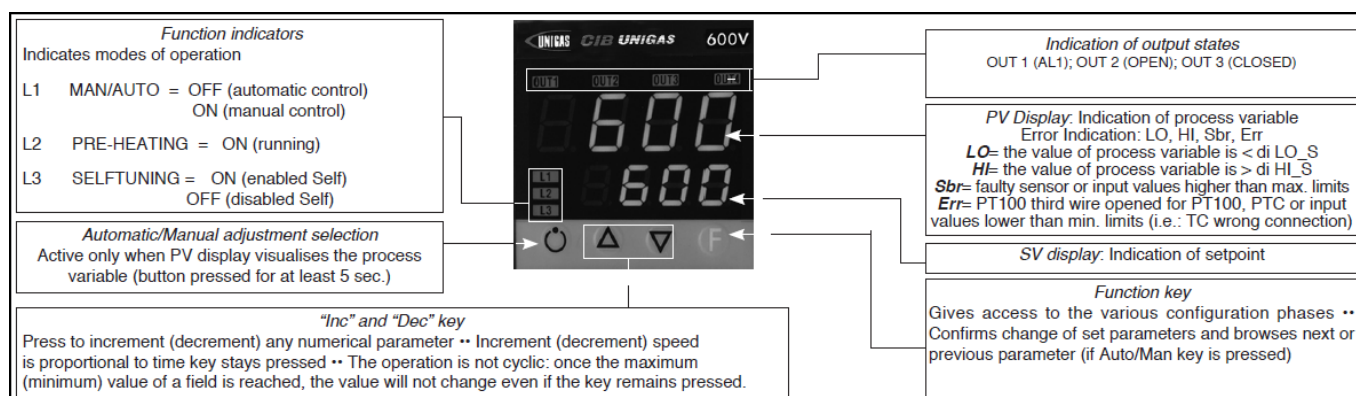 Function indicators
Indicates modes of operation
L1 MAN/AUTO = OFF (automatic control)
ON (manual control)
L2 PRE-HEATING = ON (running)
L3 SELFTUNING = ON (enabled Self)
OFF (disabled Self)
Automatic/Manual adjustment selection
Active only when PV display visualises the process
variable (button pressed for at least 5 sec.)
"Inc" and "Dec" key
Press to increment (decrement) any numerical parameter •• Increment (decrement) speed
is proportional to time key stays pressed •• The operation is not cyclic: once the maximum
(minimum) value of a field is reached, the value will not change even if the key remains pressed.
UNIGAS CIB UNIGAS 600V
OUT1 OUT2 OUT3 OUT4
600
L1
L2
L3
600
F
Indication of output states
OUT 1 (AL1); OUT 2 (OPEN); OUT 3 (CLOSED)
PV Display: Indication of process variable
Error Indication: LO, HI, Sbr, Err
LO= the value of process variable is < di LO_S
HI= the value of process variable is > di HI_S
Sbr= faulty sensor or input values higher than max. limits
Err= PT100 third wire opened for PT100, PTC or input
values lower than min. limits (i.e.: TC wrong connection)
SV display: Indication of setpoint
Function key
Gives access to the various configuration phases ••
Confirms change of set parameters and browses next or
previous parameter (if Auto/Man key is pressed)